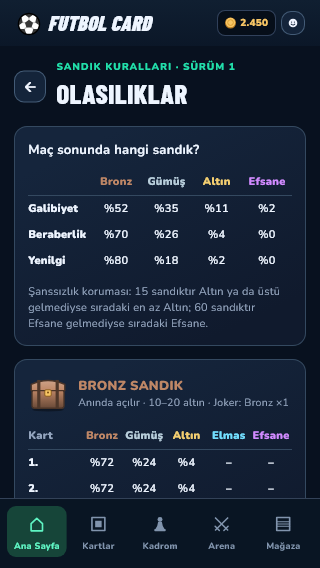 FUTBOL CARD
2.450
SANDIK KURALLARI · SÜRÜM 1
OLASILIKLAR
Maç sonunda hangi sandık?
Bronz Gümüş Altın Efsane
Galibiyet %52 %35 %11 %2
Beraberlik %70 %26 %4 %0
Yenilgi %80 %18 %2 %0
Şanssızlık koruması: 15 sandıktır Altın ya da üstü
gelmediyse sıradaki en az Altın; 60 sandıktır
Efsane gelmediyse sıradaki Efsane.
BRONZ SANDIK
Anında açılır · 10–20 altın · Joker: Bronz ×1
Kart Bronz Gümüş Altın Elmas Efsane
1. %72 %24 %4 – –
2. %72 %24 %4 – –
Ana Sayfa Kartlar Kadrom Arena Mağaza